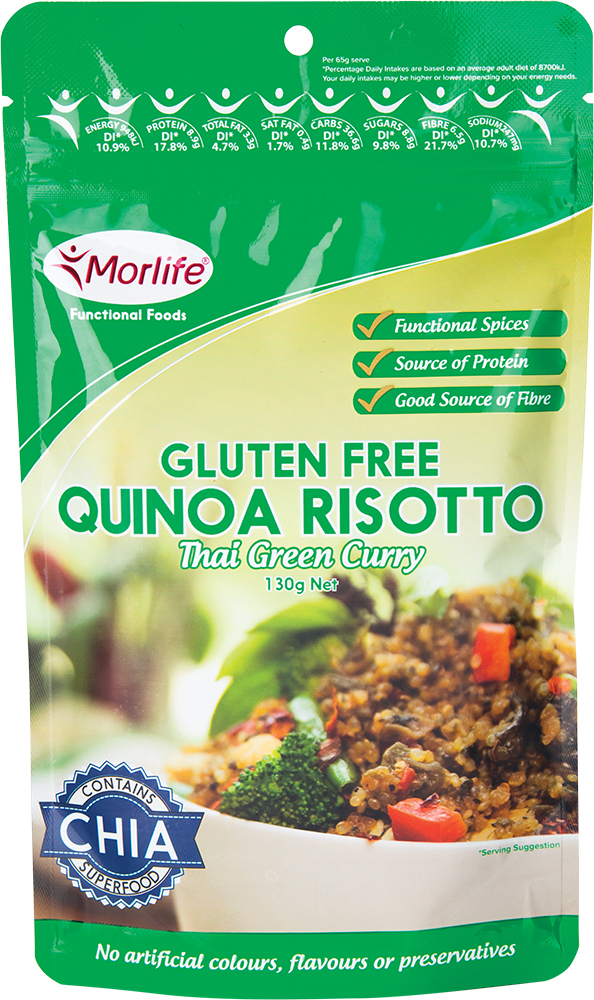 Per 65g serve
*Percentage Daily Intakes are based on an average adult diet of 8700kJ.
Your daily intakes may be higher or lower depending on your energy needs.
ENERGY 948kJ
DI*
10.9%
PROTEIN 8.9g
DI*
17.8%
TOTAL FAT 3.3g
DI*
4.7%
SAT FAT 0.4g
DI*
1.7%
CARBS 36.6g
DI*
11.8%
SUGARS 8.8g
DI*
9.8%
FIBRE 6.5g
DI*
21.7%
SODIUM 247mg
DI*
10.7%
Morlife®
Functional Foods
Functional Spices
Source of Protein
Good Source of Fibre
GLUTEN FREE
QUINOA RISOTTO
Thai Green Curry
130g Net
CONTAINS
CHIA
SUPERFOOD
*Serving Suggestion
No artificial colours, flavours or preservatives